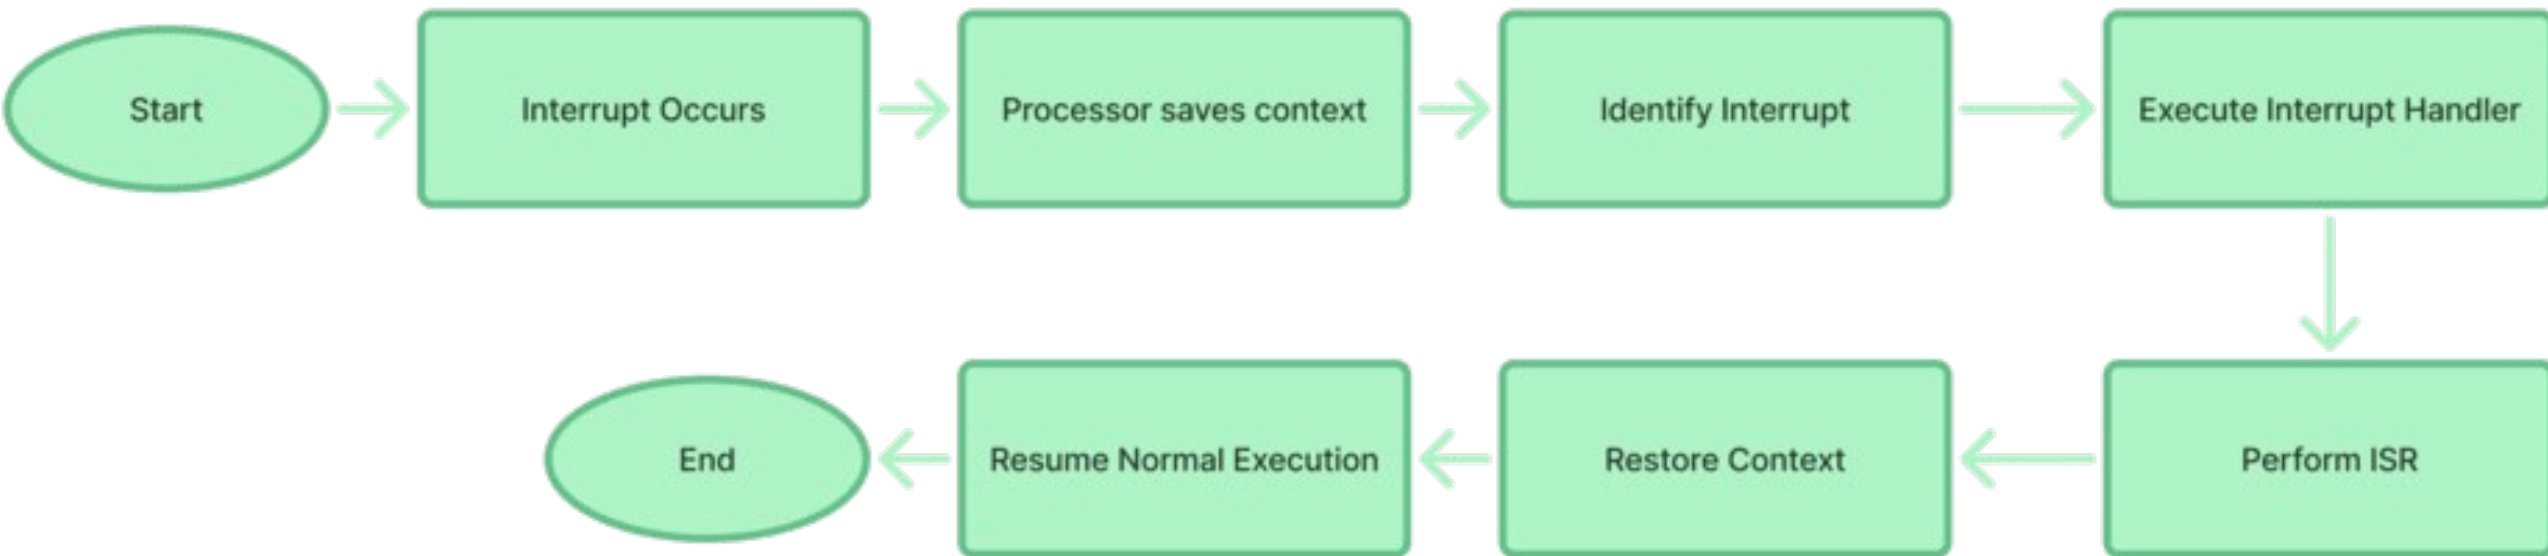 Start
Interrupt Occurs
Processor saves context
Identify Interrupt
Execute Interrupt Handler
Perform ISR
Restore Context
Resume Normal Execution
End